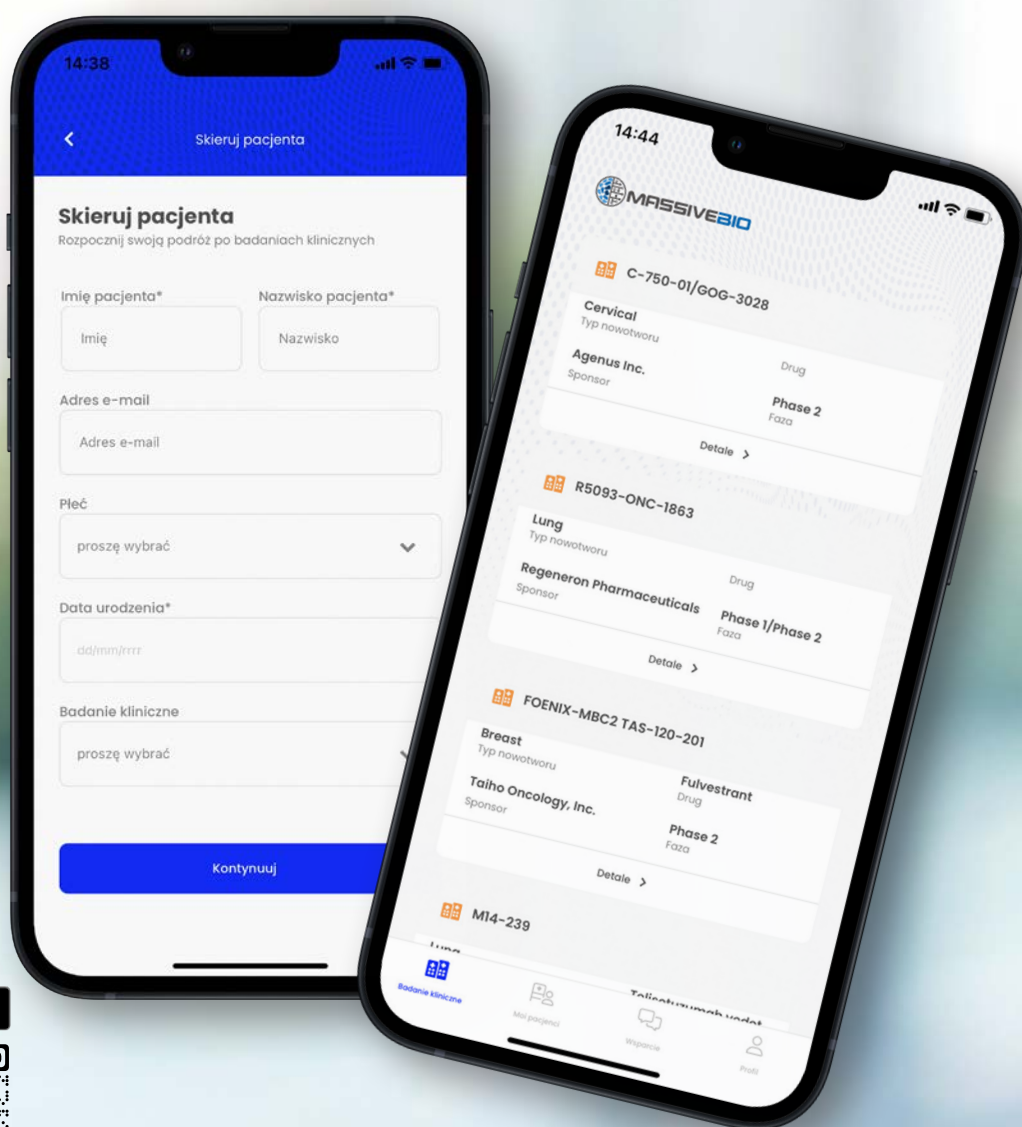 14:38
Skieruj pacjenta
Skieruj pacjenta
Rozpocznij swoją podróż po badaniach klinicznych
Imię pacjenta*
Nazwisko pacjenta*
Imię
Nazwisko
Adres e-mail
Adres e-mail
Płeć
proszę wybrać
Data urodzenia*
dd/mm/rrrr
Badanie kliniczne
proszę wybrać
Kontynuuj
14:44
MASSIVEBIO
C-750-01/GOG-3028
Cervical
Typ nowotworu
Drug
Agenus Inc.
Sponsor
Phase 2
Faza
Detale
R5093-ONC-1863
Lung
Typ nowotworu
Drug
Regeneron Pharmaceuticals
Sponsor
Phase 1/Phase 2
Faza
Detale
FOENIX-MBC2 TAS-120-201
Breast
Typ nowotworu
Fulvestrant
Drug
Taiho Oncology, Inc.
Sponsor
Phase 2
Faza
Detale
M14-239
Lung
Telisotuzumab vedot
Badanie kliniczne
Moi pacjenci
Wsparcie
Profil